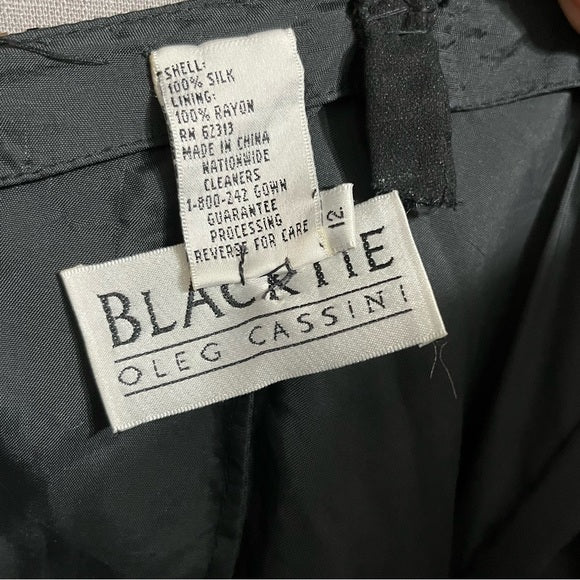 SHELL:
100% SILK
LINING:
100% RAYON
RN 62313
MADE IN CHINA
NATIONWIDE
CLEANERS
1-800-242 GOWN
GUARANTEE
PROCESSING
REVERSE FOR CARE
12
BLACK TIE
OLEG CASSINI